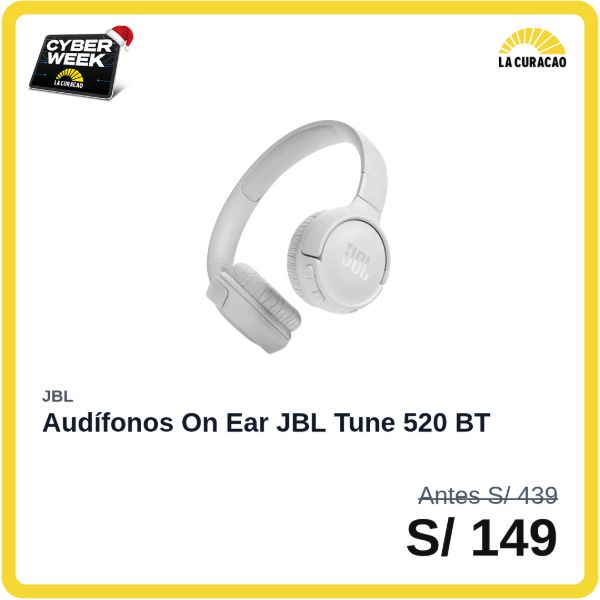 CYBER
WEEK
LA CURACAO
LA CURACAO
JBL
JBL
Audífonos On Ear JBL Tune 520 BT
Antes S/ 439
S/ 149